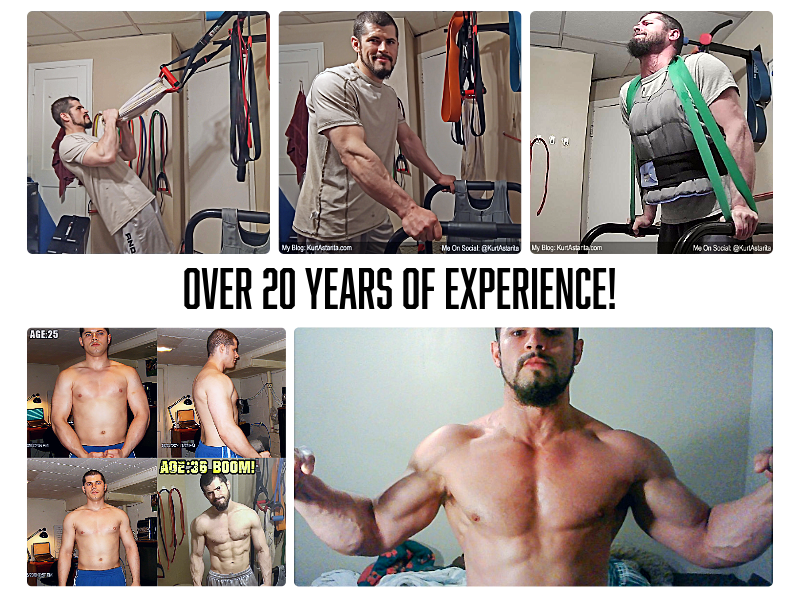 AND1
My Blog: KurtAstarita.com
Me On Social: @KurtAstarita
My Blog: KurtAstarita.com
Me On Social: @KurtAstarita
OVER 20 YEARS OF EXPERIENCE!
AGE:25
AGE:36 BOOM!